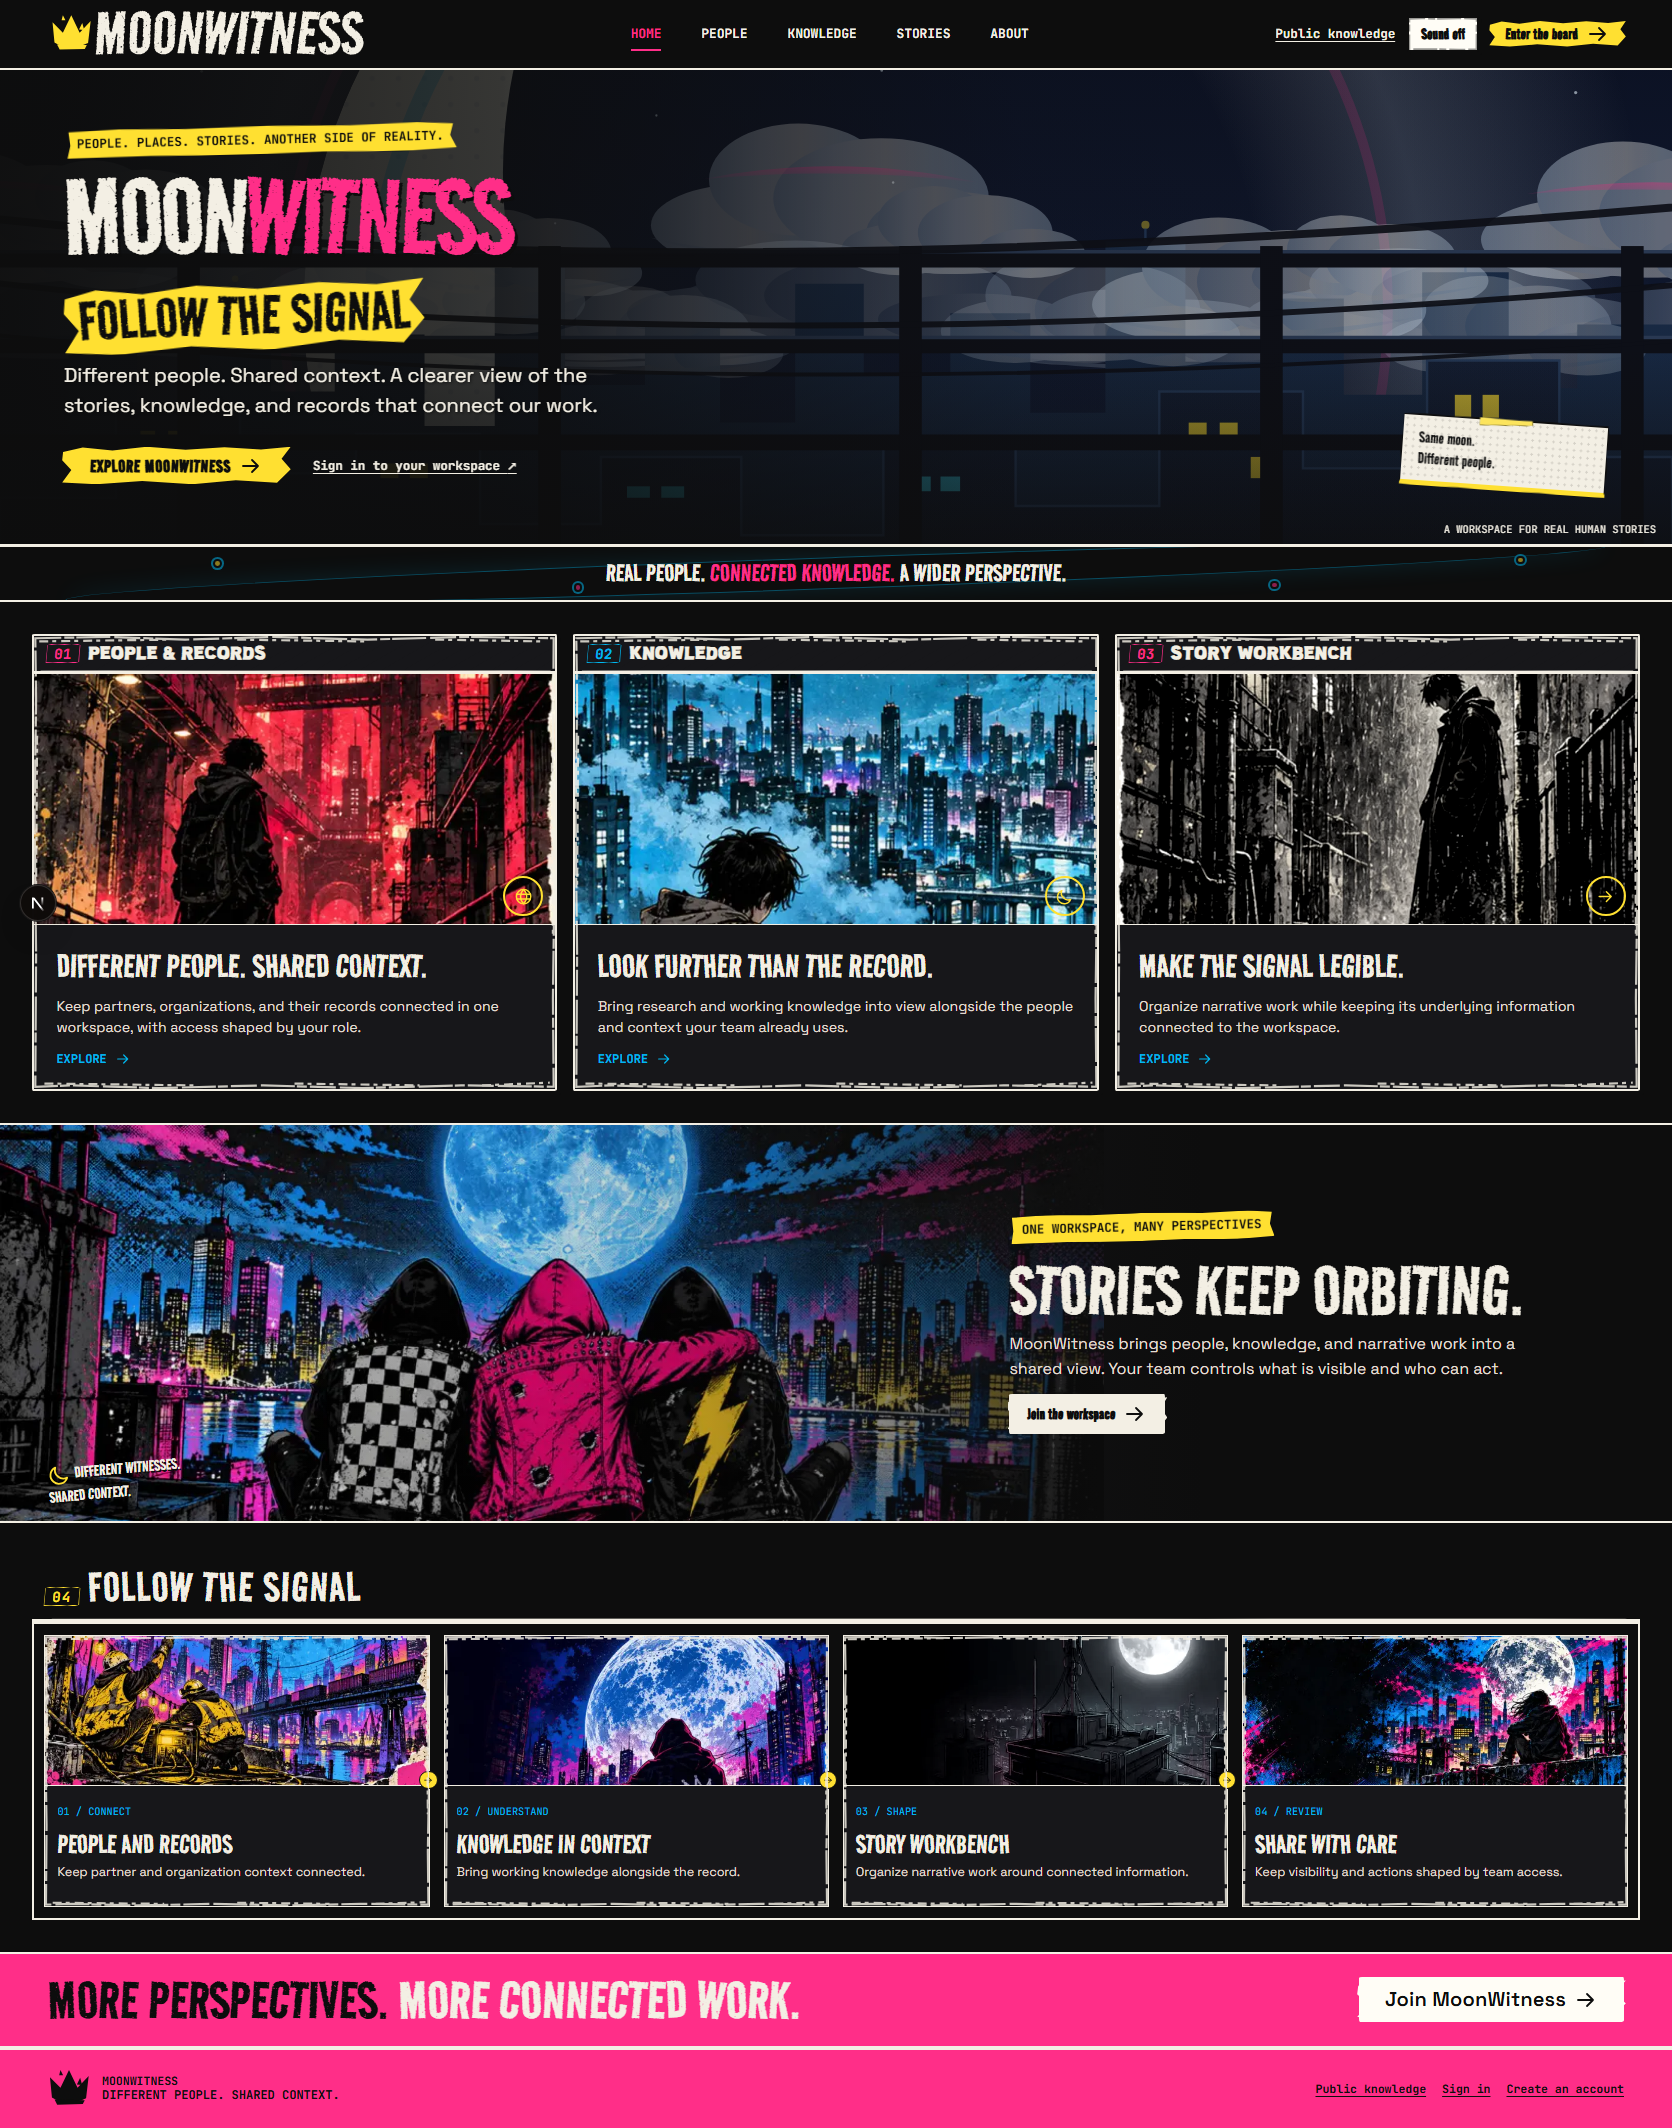 MOONWITNESS
HOME PEOPLE KNOWLEDGE STORIES ABOUT
Public knowledge Sound off Enter the board →
PEOPLE. PLACES. STORIES. ANOTHER SIDE OF REALITY.
MOONWITNESS
FOLLOW THE SIGNAL
Different people. Shared context. A clearer view of the
stories, knowledge, and records that connect our work.
EXPLORE MOONWITNESS →
Sign in to your workspace ↗
Same moon.
Different people.
A WORKSPACE FOR REAL HUMAN STORIES
REAL PEOPLE. CONNECTED KNOWLEDGE. A WIDER PERSPECTIVE.
01 PEOPLE & RECORDS
N
DIFFERENT PEOPLE. SHARED CONTEXT.
Keep partners, organizations, and their records connected in one
workspace, with access shaped by your role.
EXPLORE →
02 KNOWLEDGE
LOOK FURTHER THAN THE RECORD.
Bring research and working knowledge into view alongside the people
and context your team already uses.
EXPLORE →
03 STORY WORKBENCH
MAKE THE SIGNAL LEGIBLE.
Organize narrative work while keeping its underlying information
connected to the workspace.
EXPLORE →
DIFFERENT WITNESSES.
SHARED CONTEXT.
ONE WORKSPACE, MANY PERSPECTIVES
STORIES KEEP ORBITING.
MoonWitness brings people, knowledge, and narrative work into a
shared view. Your team controls what is visible and who can act.
Join the workspace →
04 FOLLOW THE SIGNAL
01 / CONNECT
PEOPLE AND RECORDS
Keep partner and organization context connected.
02 / UNDERSTAND
KNOWLEDGE IN CONTEXT
Bring working knowledge alongside the record.
03 / SHAPE
STORY WORKBENCH
Organize narrative work around connected information.
04 / REVIEW
SHARE WITH CARE
Keep visibility and actions shaped by team access.
MORE PERSPECTIVES. MORE CONNECTED WORK.
Join MoonWitness →
MOONWITNESS
DIFFERENT PEOPLE. SHARED CONTEXT.
Public knowledge Sign in Create an account